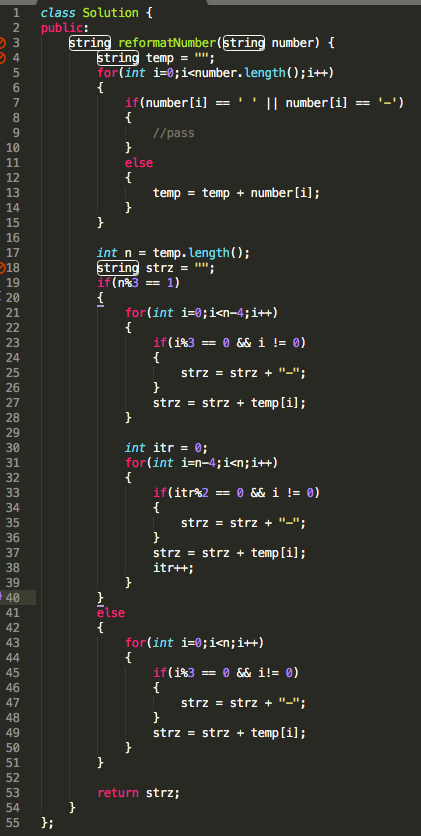 1 class Solution {
2 public:
3     string reformatNumber(string number) {
4         string temp = "";
5         for(int i=0;i<number.length();i++)
6         {
7             if(number[i] == ' ' || number[i] == '-')
8             {
9                 //pass
10             }
11             else
12             {
13                 temp = temp + number[i];
14             }
15         }
16
17         int n = temp.length();
18         string strz = "";
19         if(n%3 == 1)
20         {
21             for(int i=0;i<n-4;i++)
22             {
23                 if(i%3 == 0 && i != 0)
24                 {
25                     strz = strz + "-";
26                 }
27                 strz = strz + temp[i];
28             }
29
30             int itr = 0;
31             for(int i=n-4;i<n;i++)
32             {
33                 if(itr%2 == 0 && i != 0)
34                 {
35                     strz = strz + "-";
36                 }
37                 strz = strz + temp[i];
38                 itr++;
39             }
40         }
41         else
42         {
43             for(int i=0;i<n;i++)
44             {
45                 if(i%3 == 0 && i!= 0)
46                 {
47                     strz = strz + "-";
48                 }
49                 strz = strz + temp[i];
50             }
51         }
52
53         return strz;
54     }
55 };